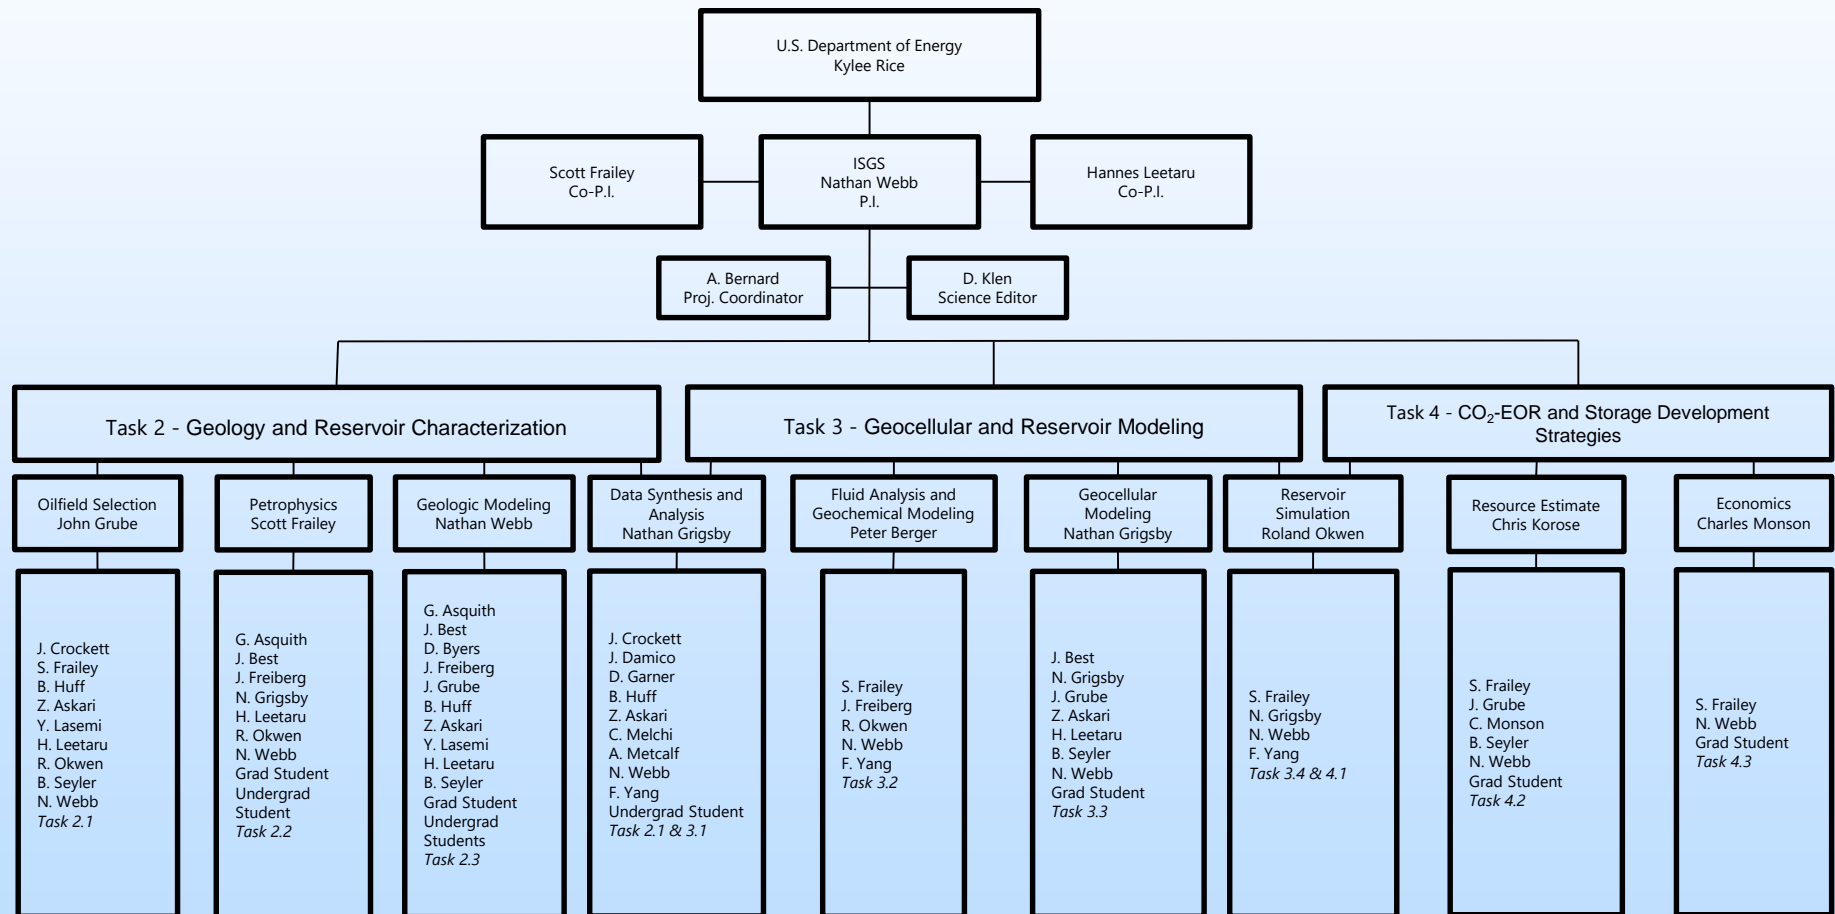 U.S. Department of Energy
Kylee Rice
Scott Frailey
Co-P.I.
ISGS
Nathan Webb
P.I.
Hannes Leetaru
Co-P.I.
A. Bernard
Proj. Coordinator
D. Klen
Science Editor
Task 2 - Geology and Reservoir Characterization
Task 3 - Geocellular and Reservoir Modeling
Task 4 - CO₂-EOR and Storage Development
Strategies
Oilfield Selection
John Grube
Petrophysics
Scott Frailey
Geologic Modeling
Nathan Webb
Data Synthesis and
Analysis
Nathan Grigsby
Fluid Analysis and
Geochemical Modeling
Peter Berger
Geocellular
Modeling
Nathan Grigsby
Reservoir
Simulation
Roland Okwen
Resource Estimate
Chris Korose
Economics
Charles Monson
J. Crockett
S. Frailey
B. Huff
Z. Askari
Y. Lasemi
H. Leetaru
R. Okwen
B. Seyler
N. Webb
Task 2.1
G. Asquith
J. Best
J. Freiberg
N. Grigsby
H. Leetaru
R. Okwen
N. Webb
Grad Student
Undergrad
Student
Task 2.2
G. Asquith
J. Best
D. Byers
J. Freiberg
J. Grube
B. Huff
Z. Askari
Y. Lasemi
H. Leetaru
B. Seyler
Grad Student
Undergrad
Students
Task 2.3
J. Crockett
J. Damico
D. Garner
B. Huff
Z. Askari
C. Melchi
A. Metcalf
N. Webb
F. Yang
Undergrad Student
Task 2.1 & 3.1
S. Frailey
J. Freiberg
R. Okwen
N. Webb
F. Yang
Task 3.2
J. Best
N. Grigsby
J. Grube
Z. Askari
H. Leetaru
B. Seyler
N. Webb
Grad Student
Task 3.3
S. Frailey
N. Grigsby
N. Webb
F. Yang
Task 3.4 & 4.1
S. Frailey
J. Grube
C. Monson
B. Seyler
N. Webb
Grad Student
Task 4.2
S. Frailey
N. Webb
Grad Student
Task 4.3